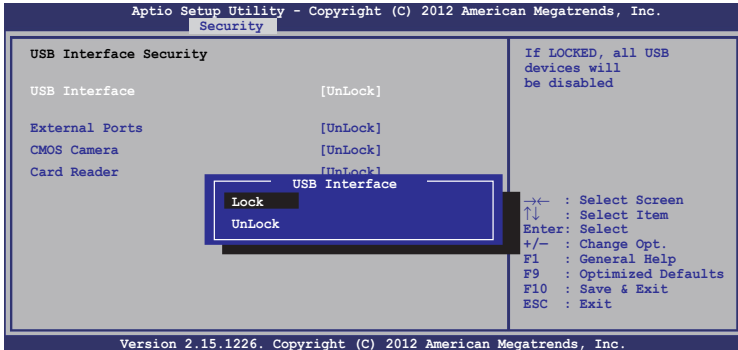 Aptio Setup Utility - Copyright (C) 2012 American Megatrends, Inc.
Security
USB Interface Security
USB Interface [UnLock]
External Ports [UnLock]
CMOS Camera [UnLock]
Card Reader [UnLock]
USB Interface
Lock
UnLock
If LOCKED, all USB
devices will
be disabled
→← : Select Screen
↑↓ : Select Item
Enter: Select
+/− : Change Opt.
F1 : General Help
F9 : Optimized Defaults
F10 : Save & Exit
ESC : Exit
Version 2.15.1226. Copyright (C) 2012 American Megatrends, Inc.